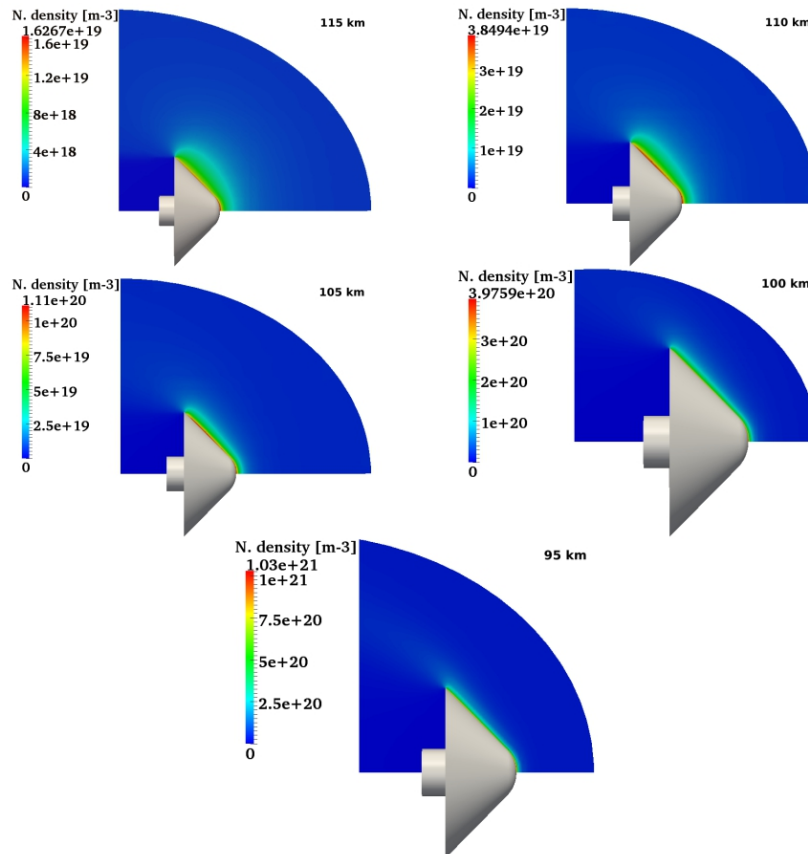 N. density [m-3]
1.6267e+19
1.6e+19
1.2e+19
8e+18
4e+18
0
115 km
N. density [m-3]
3.8494e+19
3e+19
2e+19
1e+19
0
110 km
N. density [m-3]
1.11e+20
1e+20
7.5e+19
5e+19
2.5e+19
0
105 km
N. density [m-3]
3.9759e+20
3e+20
2e+20
1e+20
0
100 km
N. density [m-3]
1.03e+21
1e+21
7.5e+20
5e+20
2.5e+20
0
95 km